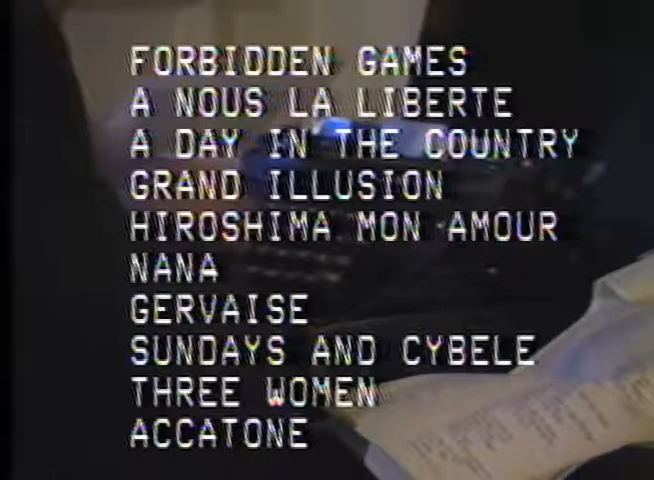 FORBIDDEN GAMES
A NOUS LA LIBERTE
A DAY IN THE COUNTRY
GRAND ILLUSION
HIROSHIMA MON AMOUR
NANA
GERVAISE
SUNDAYS AND CYBELE
THREE WOMEN
ACCATONE